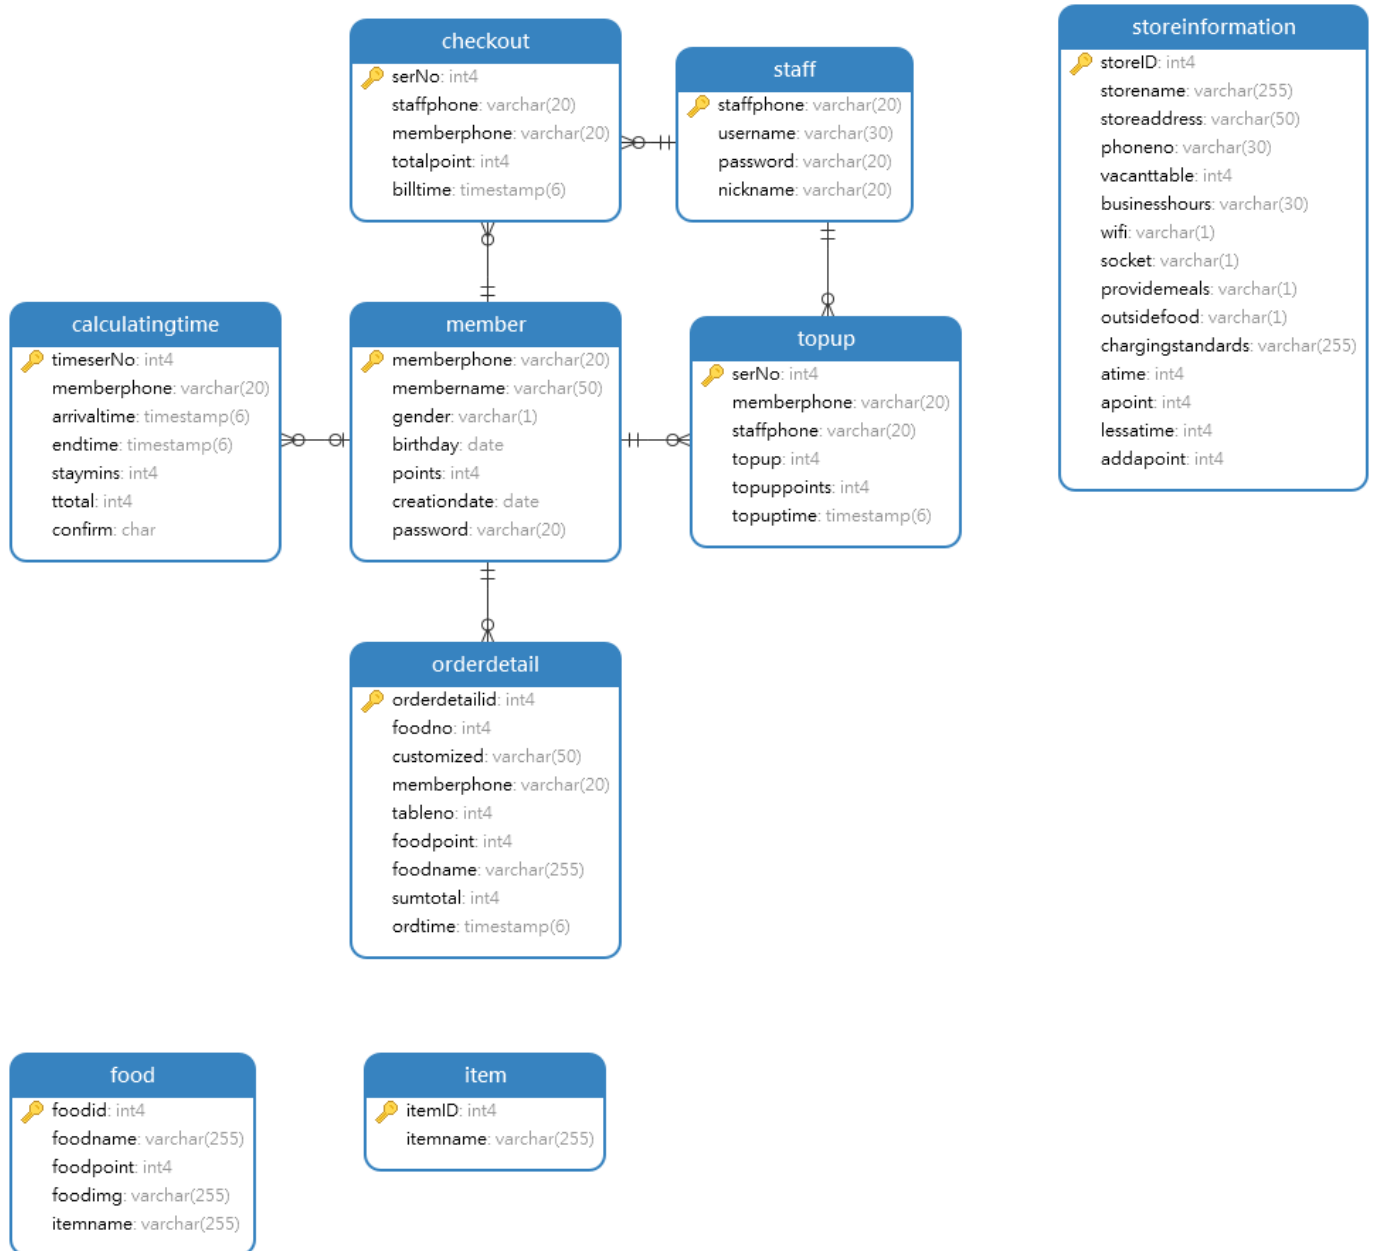 checkout
serNo: int4
staffphone: varchar(20)
memberphone: varchar(20)
totalpoint: int4
billtime: timestamp(6)
staff
staffphone: varchar(20)
username: varchar(30)
password: varchar(20)
nickname: varchar(20)
storeinformation
storeID: int4
storename: varchar(255)
storeaddress: varchar(50)
phoneno: varchar(30)
vacanttable: int4
businesshours: varchar(30)
wifi: varchar(1)
socket: varchar(1)
providemeals: varchar(1)
outsidefood: varchar(1)
chargingstandards: varchar(255)
atime: int4
apoint: int4
lessatime: int4
addapoint: int4
calculatingtime
timeserNo: int4
memberphone: varchar(20)
arrivaltime: timestamp(6)
endtime: timestamp(6)
staymins: int4
ttotal: int4
confirm: char
member
memberphone: varchar(20)
membername: varchar(50)
gender: varchar(1)
birthday: date
points: int4
creationdate: date
password: varchar(20)
topup
serNo: int4
memberphone: varchar(20)
staffphone: varchar(20)
topup: int4
topuppoints: int4
topuptime: timestamp(6)
orderdetail
orderdetailid: int4
foodno: int4
customized: varchar(50)
memberphone: varchar(20)
tableno: int4
foodpoint: int4
foodname: varchar(255)
sumtotal: int4
ordtime: timestamp(6)
food
foodid: int4
foodname: varchar(255)
foodpoint: int4
foodimg: varchar(255)
itemname: varchar(255)
item
itemID: int4
itemname: varchar(255)